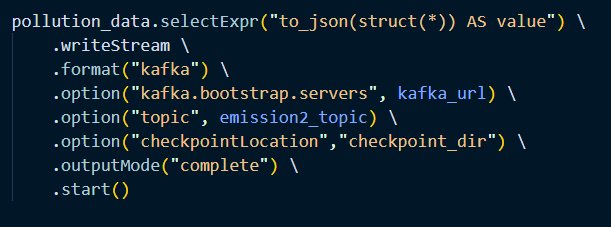 pollution_data.selectExpr("to_json(struct(*)) AS value") \
    .writeStream \
    .format("kafka") \
    .option("kafka.bootstrap.servers", kafka_url) \
    .option("topic", emission2_topic) \
    .option("checkpointLocation","checkpoint_dir") \
    .outputMode("complete") \
    .start()